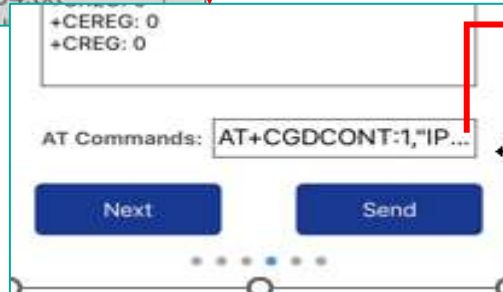 +CEREG: 0
+CREG: 0
AT Commands: AT+CGDCONT:1,"IP...
Next
Send